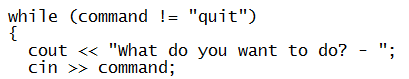 while (command != "quit")
{
  cout << "What do you want to do? - ";
  cin >> command;